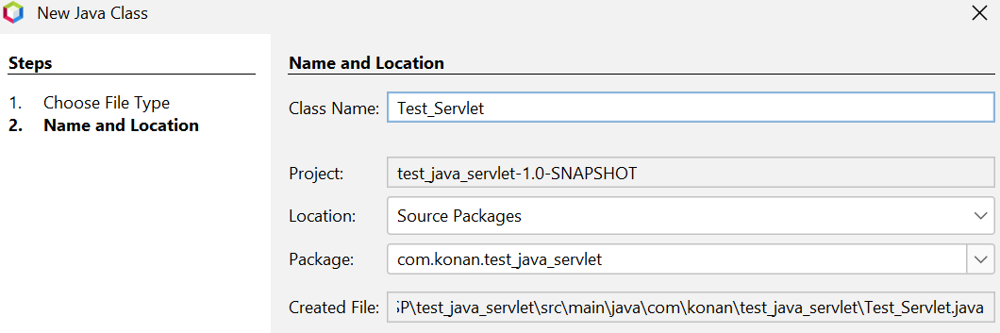 New Java Class
Steps
1. Choose File Type
2. Name and Location
Name and Location
Class Name: Test_Servlet
Project: test_java_servlet-1.0-SNAPSHOT
Location: Source Packages
Package: com.konan.test_java_servlet
Created File: SP\test_java_servlet\src\main\java\com\konan\test_java_servlet\Test_Servlet.java